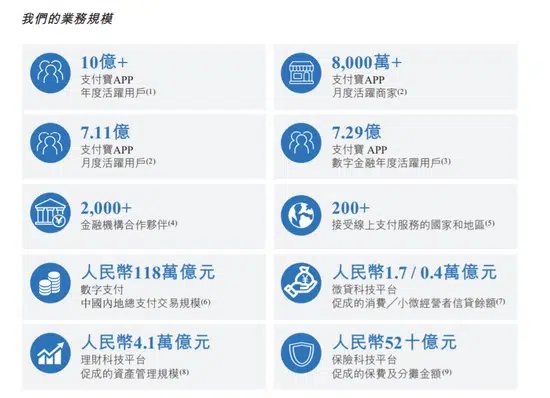 我們的業務規模
10億+
支付寶APP
年度活躍用戶(1)
8,000萬+
支付寶APP
月度活躍商家(2)
7.11億
支付寶APP
月度活躍用戶(2)
7.29億
支付寶 APP
數字金融年度活躍用戶(3)
2,000+
金融機構合作夥伴(4)
200+
接受線上支付服務的國家和地區(5)
人民幣118萬億元
數字支付
中國內地總支付交易規模(6)
人民幣1.7 / 0.4萬億元
微貸科技平台
促成的消費／小微經營者信貸餘額(7)
人民幣4.1萬億元
理財科技平台
促成的資產管理規模(8)
人民幣52十億元
保險科技平台
促成的保費及分攤金額(9)